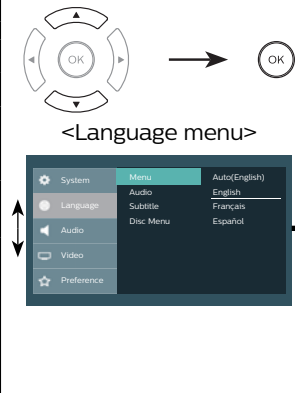 OK
OK
<Language menu>
System
Language
Audio
Video
Preference
Menu
Audio
Subtitle
Disc Menu
Auto(English)
English
Français
Español